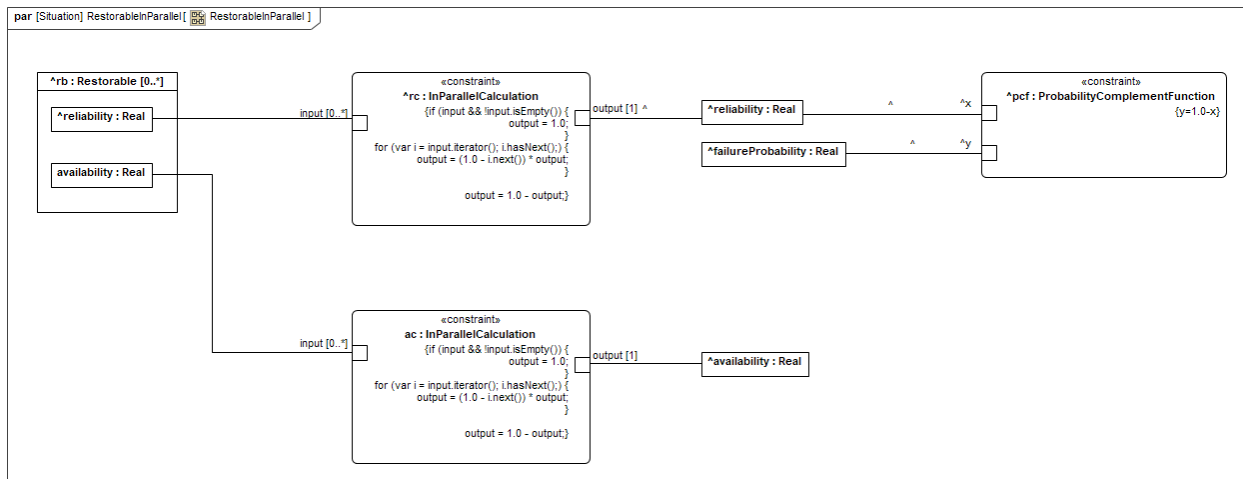 par [Situation] RestorableInParallel[ RestorableInParallel ]
^rb : Restorable [0..*]
^reliability : Real
availability : Real
input [0..*]
«constraint»
^rc : InParallelCalculation
{if (input && !input.isEmpty()) {
output = 1.0;
}
for (var i = input.iterator(); i.hasNext();) {
output = (1.0 - i.next()) * output;
}
output = 1.0 - output;}
output [1] ^
^reliability : Real
^ ^x
^failureProbability : Real
^ ^y
«constraint»
^pcf : ProbabilityComplementFunction
{y=1.0-x}
input [0..*]
«constraint»
ac : InParallelCalculation
{if (input && !input.isEmpty()) {
output = 1.0;
}
for (var i = input.iterator(); i.hasNext();) {
output = (1.0 - i.next()) * output;
}
output = 1.0 - output;}
output [1]
^availability : Real